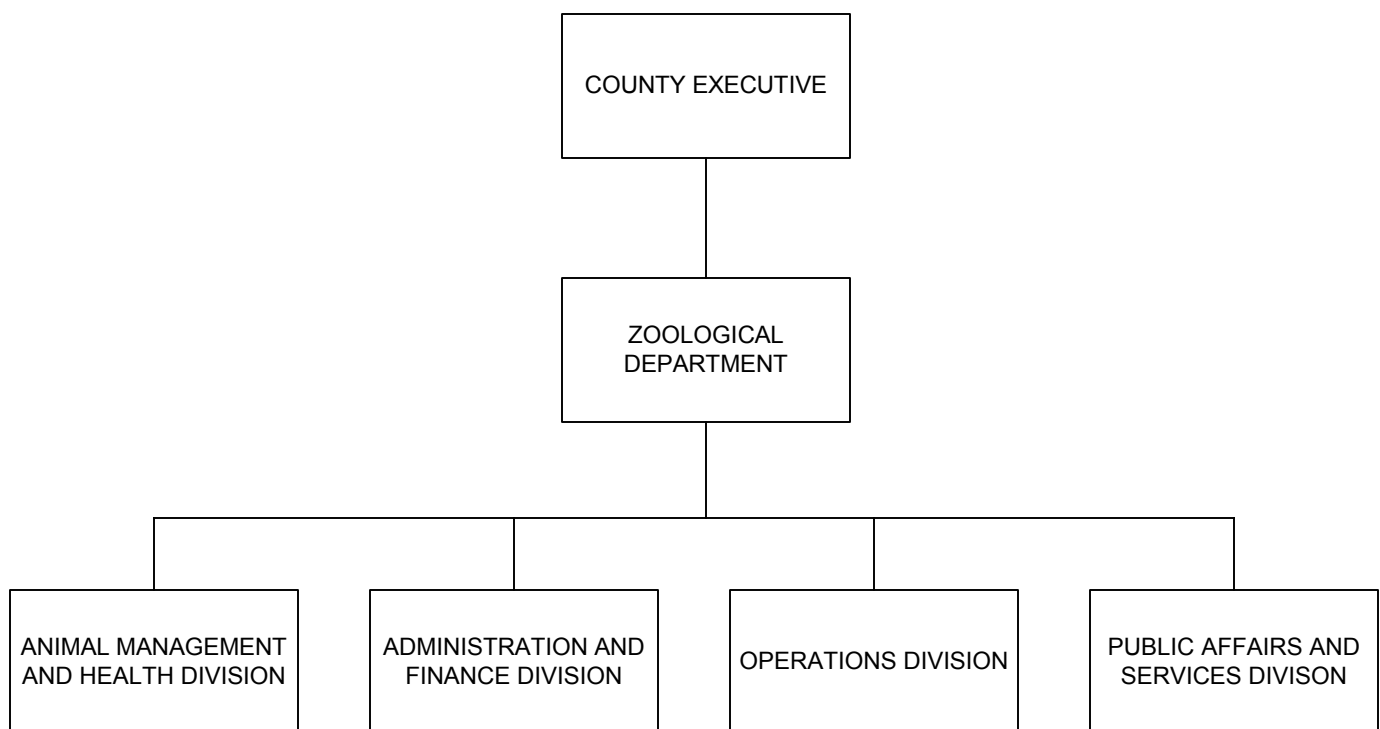 COUNTY EXECUTIVE
ZOOLOGICAL
DEPARTMENT
ANIMAL MANAGEMENT
AND HEALTH DIVISION
ADMINISTRATION AND
FINANCE DIVISION
OPERATIONS DIVISION
PUBLIC AFFAIRS AND
SERVICES DIVISON